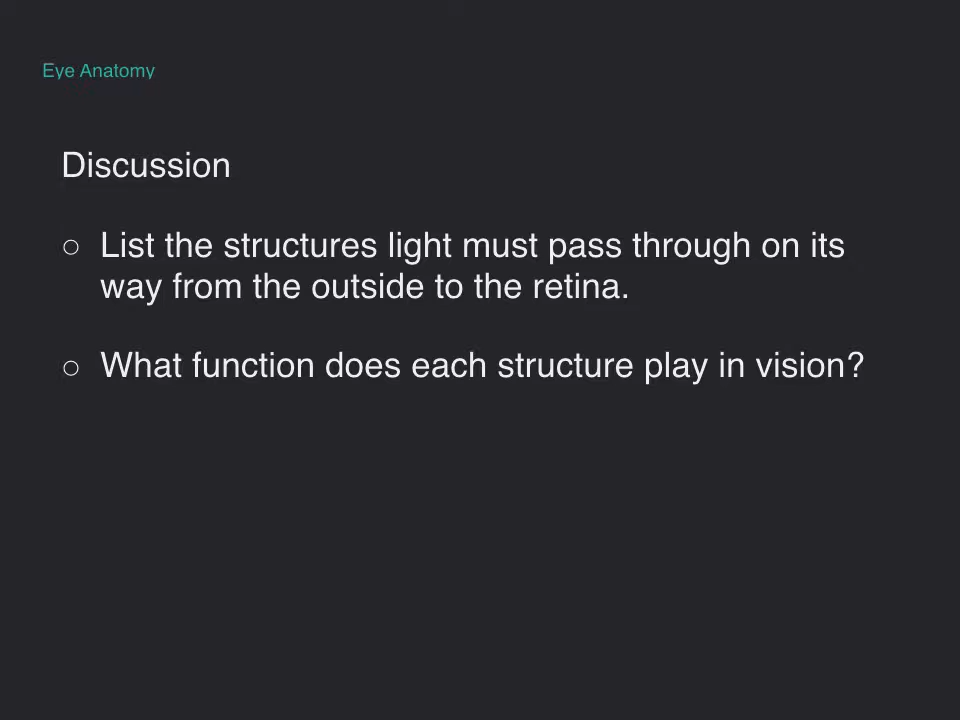 Eye Anatomy
Discussion
○ List the structures light must pass through on its
way from the outside to the retina.
○ What function does each structure play in vision?